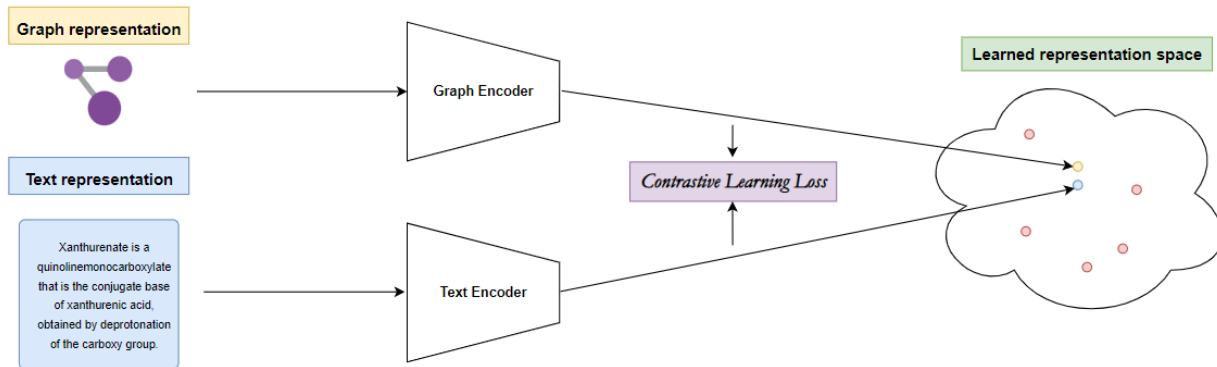 Graph representation
Graph Encoder
Learned representation space
Contrastive Learning Loss
Text representation
Xanthurenate is a
quinolinemonocarboxylate
that is the conjugate base
of xanthurenic acid,
obtained by deprotonation
of the carboxy group.
Text Encoder